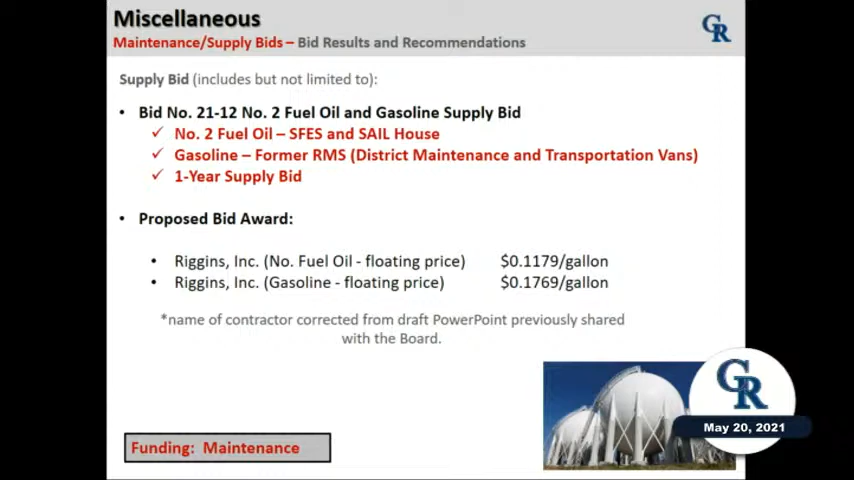 Miscellaneous
Maintenance/Supply Bids – Bid Results and Recommendations
GR
Supply Bid (includes but not limited to):
• Bid No. 21-12 No. 2 Fuel Oil and Gasoline Supply Bid
✓ No. 2 Fuel Oil – SFES and SAIL House
✓ Gasoline – Former RMS (District Maintenance and Transportation Vans)
✓ 1-Year Supply Bid
• Proposed Bid Award:
• Riggins, Inc. (No. Fuel Oil - floating price) $0.1179/gallon
• Riggins, Inc. (Gasoline - floating price) $0.1769/gallon
*name of contractor corrected from draft PowerPoint previously shared
with the Board.
GR
May 20, 2021
Funding: Maintenance